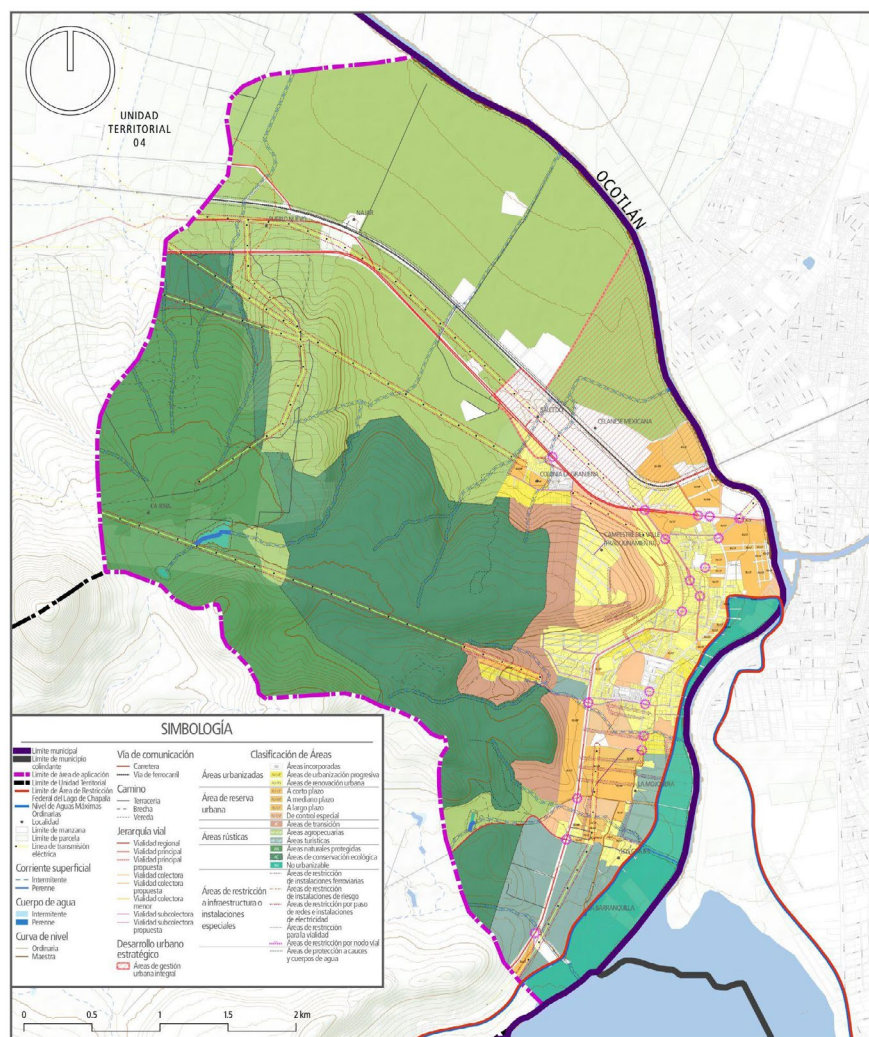 UNIDAD
TERRITORIAL
04
OCOTLÁN
PUEBLO NUEVO
NAJAR
CELANESE MEXICANA
COLONIA LA GRANJENA
CAMPESTRE DEL VALLE
SIMBOLOGÍA
Límite municipal
Límite de municipio
colindante
Límite de área de aplicación
Límite de Unidad Territorial
Límite de Área de Restricción
Federal del Lago de Chapala
Nivel de Aguas Máximas
Ordinarias
Localidad
Límite de manzana
Límite de parcela
Línea de transmisión
eléctrica
Corriente superficial
Intermitente
Perenne
Cuerpo de agua
Intermitente
Perenne
Curva de nivel
Ordinaria
Maestra
Vía de comunicación
Carretera
Vía de ferrocarril
Camino
Terracería
Brecha
Vereda
Jerarquía vial
Vialidad regional
Vialidad principal
Vialidad principal
propuesta
Vialidad colectora
Vialidad colectora
propuesta
Vialidad colectora
menor
Vialidad subcolectora
Vialidad subcolectora
propuesta
Desarrollo urbano
estratégico
Áreas de gestión
urbana integral
Clasificación de Áreas
Áreas urbanizadas
Áreas incorporadas
Áreas de urbanización progresiva
Áreas de renovación urbana
Área de reserva
urbana
A corto plazo
A mediano plazo
A largo plazo
De control especial
Áreas de transición
Áreas rústicas
Áreas agropecuarias
Áreas turísticas
Áreas naturales protegidas
Áreas de conservación ecológica
No urbanizable
Áreas de restricción
a infraestructura o
instalaciones
especiales
Áreas de restricción
de instalaciones ferroviarias
Áreas de restricción
de instalaciones de riesgo
Áreas de restricción por paso
de redes e instalaciones
de electricidad
Áreas de restricción
para la vialidad
Áreas de restricción por nodo vial
Áreas de protección a cauces
y cuerpos de agua
0 0.5 1 1.5 2 km